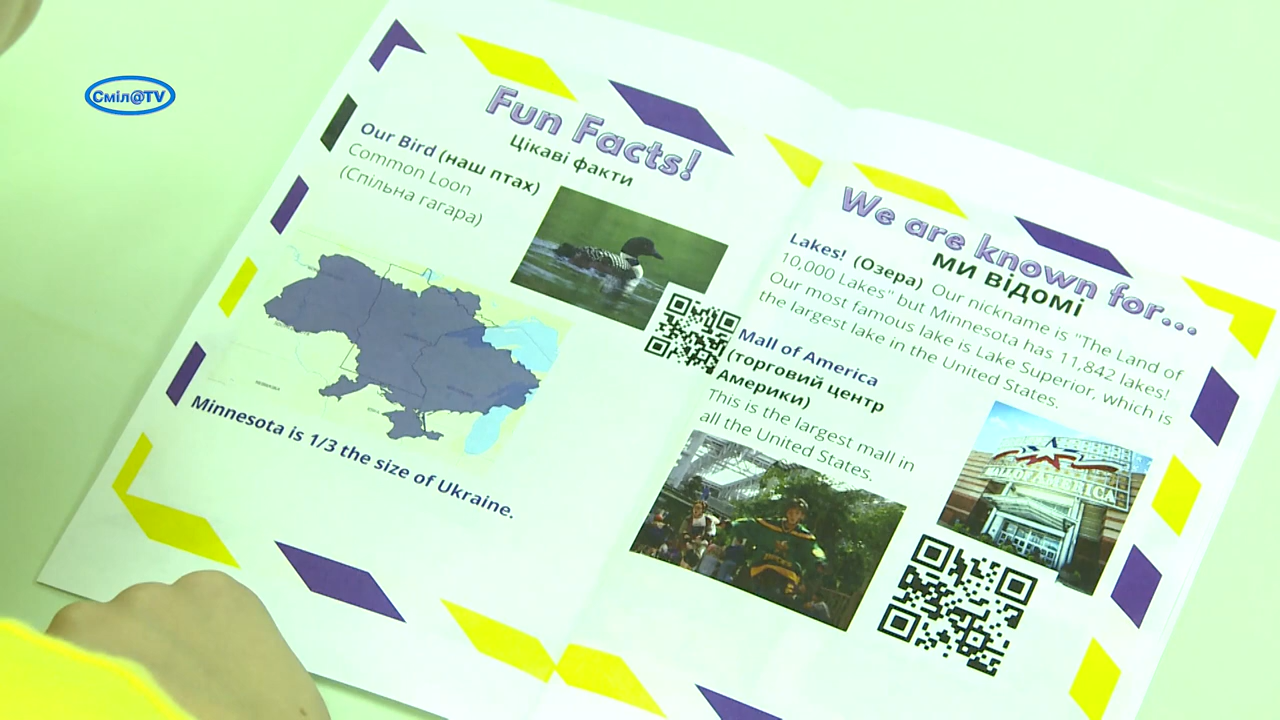 Сміл@TV
Fun Facts!
Цікаві факти
Our Bird (наш птах)
Common Loon
(Спільна гагара)
Minnesota is 1/3 the size of Ukraine.
We are known for...
ми відомі
Lakes! (Озера) Our nickname is "The Land of
10,000 Lakes" but Minnesota has 11,842 lakes!
Our most famous lake is Lake Superior, which is
the largest lake in the United States.
Mall of America
(торговий центр
Америки)
This is the largest mall in
all the United States.
MALL OF AMERICA